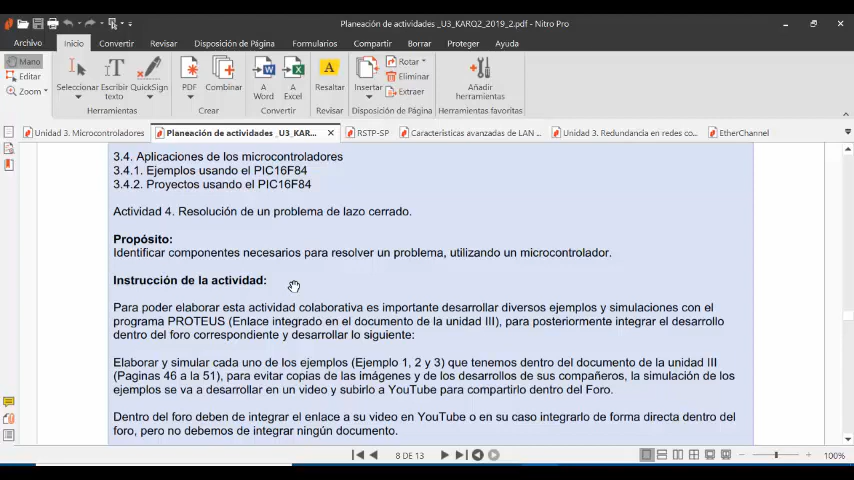 Planeación de actividades _U3_KARQ2_2019_2.pdf - Nitro Pro
Archivo Inicio Convertir Revisar Disposición de Página Formularios Compartir Borrar Proteger Ayuda
Mano
Editar
Zoom
Seleccionar
Escribir texto
QuickSign
Herramientas
PDF
Combinar
Crear
A Word
A Excel
Convertir
Resaltar
Revisar
Insertar
Rotar
Eliminar
Extraer
Disposición de Página
Añadir herramientas
Herramientas favoritas
Unidad 3. Microcontroladores
Planeación de actividades _U3_KAR...
RSTP-SP
Características avanzadas de LAN ...
Unidad 3. Redundancia en redes co...
EtherChannel
3.4. Aplicaciones de los microcontroladores
3.4.1. Ejemplos usando el PIC16F84
3.4.2. Proyectos usando el PIC16F84
Actividad 4. Resolución de un problema de lazo cerrado.
Propósito:
Identificar componentes necesarios para resolver un problema, utilizando un microcontrolador.
Instrucción de la actividad:
Para poder elaborar esta actividad colaborativa es importante desarrollar diversos ejemplos y simulaciones con el
programa PROTEUS (Enlace integrado en el documento de la unidad III), para posteriormente integrar el desarrollo
dentro del foro correspondiente y desarrollar lo siguiente:
Elaborar y simular cada uno de los ejemplos (Ejemplo 1, 2 y 3) que tenemos dentro del documento de la unidad III
(Paginas 46 a la 51), para evitar copias de las imágenes y de los desarrollos de sus compañeros, la simulación de los
ejemplos se va a desarrollar en un video y subirlo a YouTube para compartirlo dentro del Foro.
Dentro del foro deben de integrar el enlace a su video en YouTube o en su caso integrarlo de forma directa dentro del
foro, pero no debemos de integrar ningún documento.
8 DE 13
100%